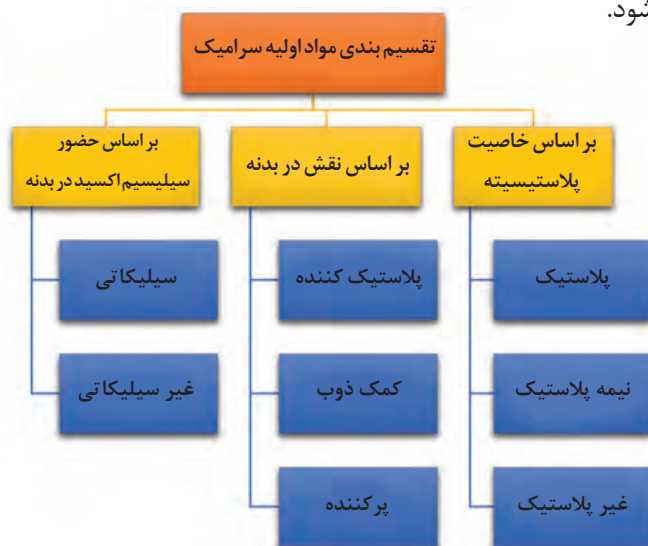 شود.
تقسیم بندی مواد اولیه سرامیک
بر اساس خاصیت
پلاستیسیته
بر اساس نقش در بدنه
بر اساس حضور
سیلیسیم اکسید در بدنه
پلاستیک
نیمه پلاستیک
غیر پلاستیک
پلاستیک کننده
کمک ذوب
پرکننده
سیلیکاتی
غیر سیلیکاتی